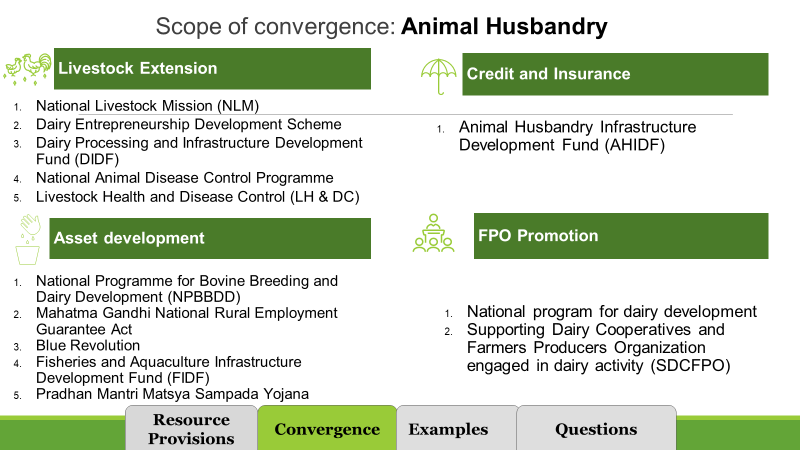 Scope of convergence: Animal Husbandry
Livestock Extension
1. National Livestock Mission (NLM)
2. Dairy Entrepreneurship Development Scheme
3. Dairy Processing and Infrastructure Development
Fund (DIDF)
4. National Animal Disease Control Programme
5. Livestock Health and Disease Control (LH & DC)
Credit and Insurance
1. Animal Husbandry Infrastructure
Development Fund (AHIDF)
Asset development
1. National Programme for Bovine Breeding and
Dairy Development (NPBBDD)
2. Mahatma Gandhi National Rural Employment
Guarantee Act
3. Blue Revolution
4. Fisheries and Aquaculture Infrastructure
Development Fund (FIDF)
5. Pradhan Mantri Matsya Sampada Yojana
FPO Promotion
1. National program for dairy development
2. Supporting Dairy Cooperatives and
Farmers Producers Organization
engaged in dairy activity (SDCFPO)
Resource
Provisions
Convergence
Examples
Questions